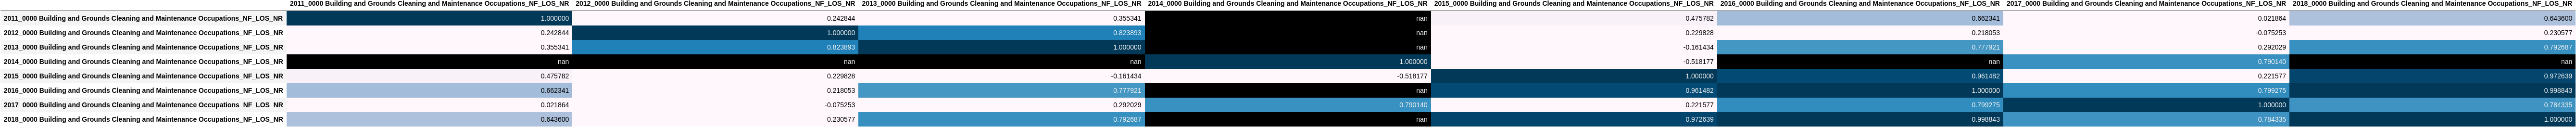 2011_0000 Building and Grounds Cleaning and Maintenance Occupations_NF_LOS_NR 2012_0000 Building and Grounds Cleaning and Maintenance Occupations_NF_LOS_NR 2013_0000 Building and Grounds Cleaning and Maintenance Occupations_NF_LOS_NR 2014_0000 Building and Grounds Cleaning and Maintenance Occupations_NF_LOS_NR 2015_0000 Building and Grounds Cleaning and Maintenance Occupations_NF_LOS_NR 2016_0000 Building and Grounds Cleaning and Maintenance Occupations_NF_LOS_NR 2017_0000 Building and Grounds Cleaning and Maintenance Occupations_NF_LOS_NR 2018_0000 Building and Grounds Cleaning and Maintenance Occupations_NF_LOS_NR
2011_0000 Building and Grounds Cleaning and Maintenance Occupations_NF_LOS_NR 1.000000 0.242844 0.355341 nan 0.475782 0.662341 0.021864 0.643600
2012_0000 Building and Grounds Cleaning and Maintenance Occupations_NF_LOS_NR 0.242844 1.000000 0.823893 nan 0.229828 0.218053 -0.075253 0.230577
2013_0000 Building and Grounds Cleaning and Maintenance Occupations_NF_LOS_NR 0.355341 0.823893 1.000000 nan -0.161434 0.777921 0.292029 0.792687
2014_0000 Building and Grounds Cleaning and Maintenance Occupations_NF_LOS_NR nan nan nan 1.000000 -0.518177 nan 0.790140 nan
2015_0000 Building and Grounds Cleaning and Maintenance Occupations_NF_LOS_NR 0.475782 0.229828 -0.161434 -0.518177 1.000000 0.961482 0.221577 0.972639
2016_0000 Building and Grounds Cleaning and Maintenance Occupations_NF_LOS_NR 0.662341 0.218053 0.777921 nan 0.961482 1.000000 0.799275 0.998843
2017_0000 Building and Grounds Cleaning and Maintenance Occupations_NF_LOS_NR 0.021864 -0.075253 0.292029 0.790140 0.221577 0.799275 1.000000 0.784335
2018_0000 Building and Grounds Cleaning and Maintenance Occupations_NF_LOS_NR 0.643600 0.230577 0.792687 nan 0.972639 0.998843 0.784335 1.000000